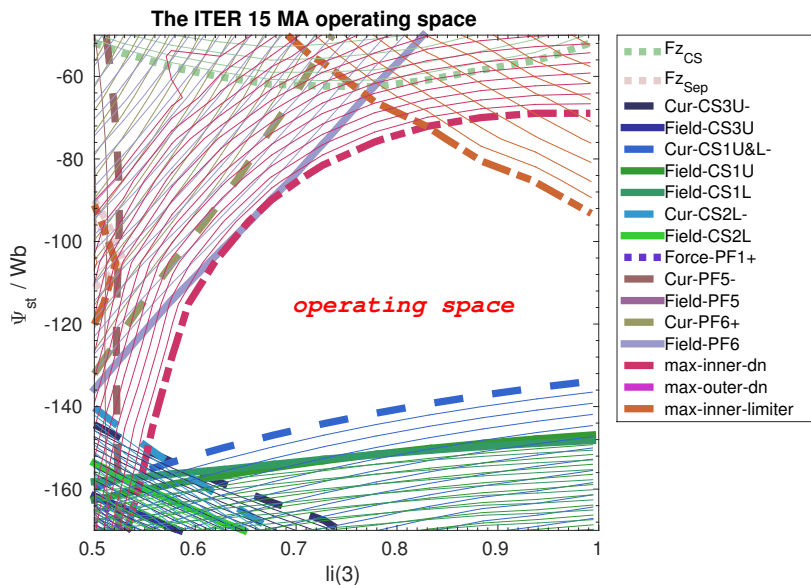 The ITER 15 MA operating space
-60
-80
-100
-120
-140
-160
Ψst / Wb
0.5
0.6
0.7
0.8
0.9
1
li(3)
operating space
FzCS
FzSep
Cur-CS3U-
Field-CS3U
Cur-CS1U&L-
Field-CS1U
Field-CS1L
Cur-CS2L-
Field-CS2L
Force-PF1+
Cur-PF5-
Field-PF5
Cur-PF6+
Field-PF6
max-inner-dn
max-outer-dn
max-inner-limiter